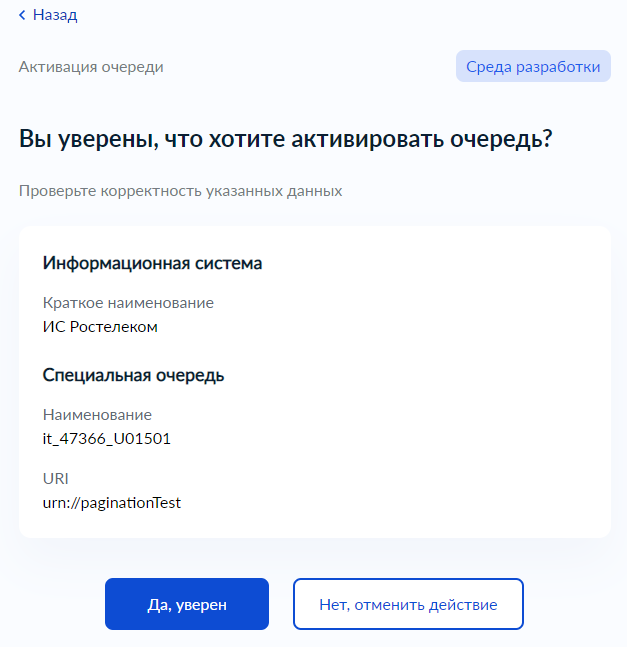 Назад
Активация очереди
Среда разработки
Вы уверены, что хотите активировать очередь?
Проверьте корректность указанных данных
Информационная система
Краткое наименование
ИС Ростелеком
Специальная очередь
Наименование
it_47366_U01501
URI
urn://paginationTest
Да, уверен
Нет, отменить действие